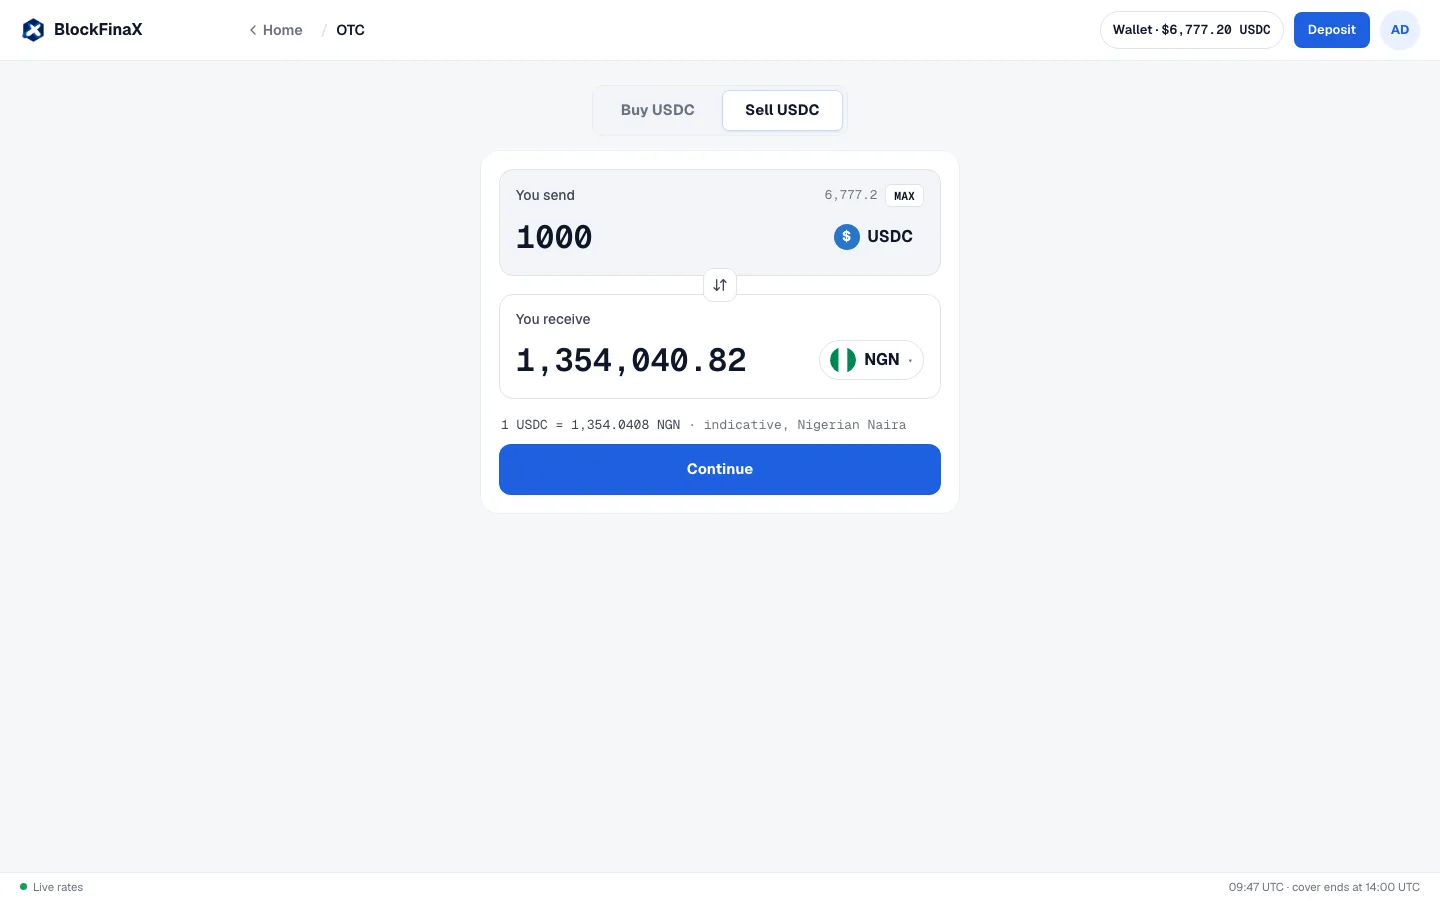 BlockFinaX
Home / OTC
Wallet · $6,777.20 USDC
Deposit
AD
Buy USDC
Sell USDC
You send
6,777.2 MAX
1000
$ USDC
You receive
1,354,040.82
NGN
1 USDC = 1,354.0408 NGN · indicative, Nigerian Naira
Continue
Live rates
09:47 UTC · cover ends at 14:00 UTC